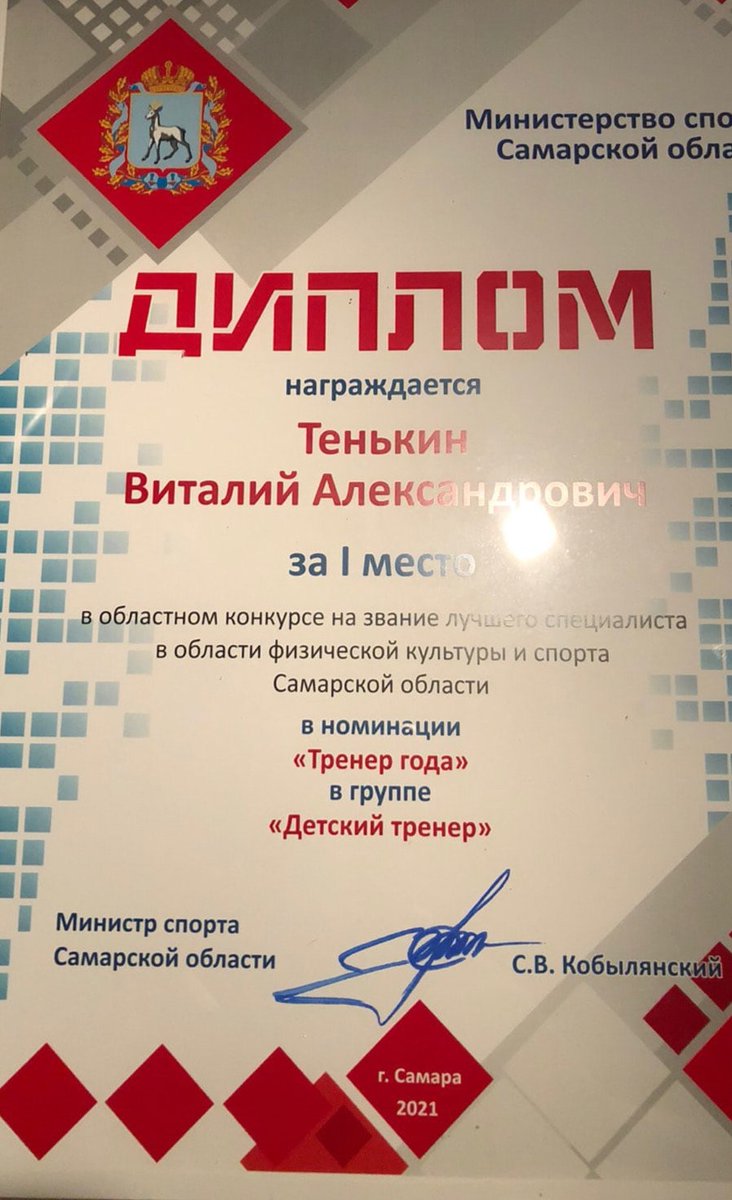 Министерство спо
Самарской обла
ДИПЛОМ
награждается
Тенькин
Виталий Александрович
за I место
в областном конкурсе на звание лучшего специалиста
в области физической культуры и спорта
Самарской области
в номинации
«Тренер года»
в группе
«Детский тренер»
Министр спорта
Самарской области
С.В. Кобылянский
г. Самара
2021